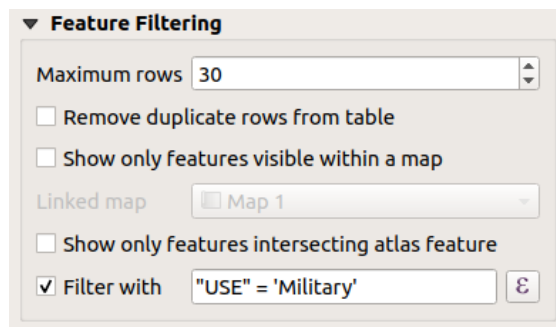 Feature Filtering
Maximum rows 30
Remove duplicate rows from table
Show only features visible within a map
Linked map Map 1
Show only features intersecting atlas feature
Filter with "USE" = 'Military' ε